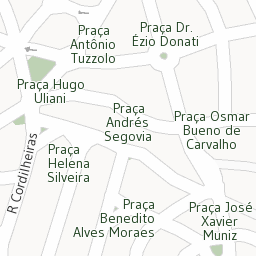 Praça
Antônio
Tuzzolo
Praça Dr.
Ézio Donati
Praça Hugo
Uliani
Praça
Andrés
Segovia
Praça Osmar
Bueno de
Carvalho
R Cordilheiras
Praça
Helena
Silveira
Praça
Benedito
Alves Moraes
Praça José
Xavier
Muniz